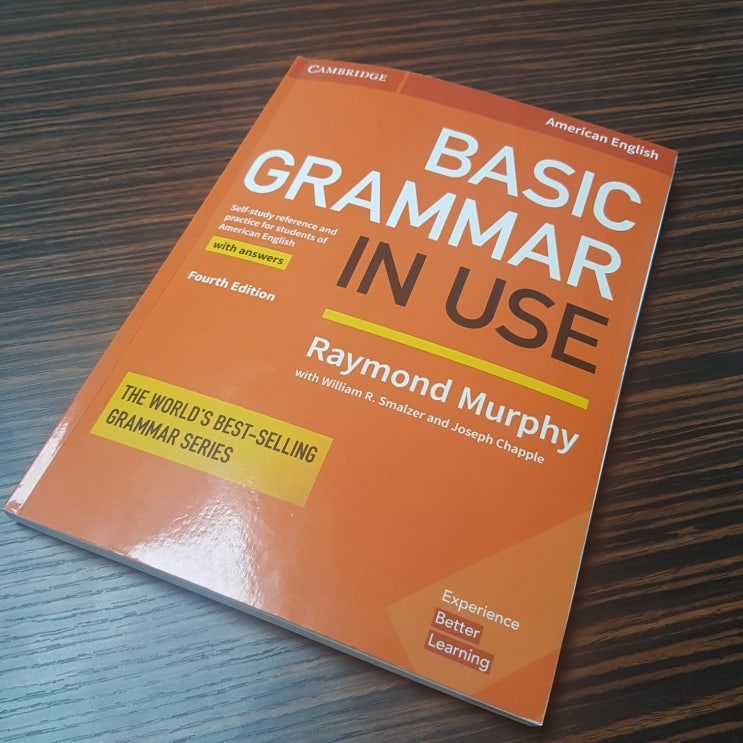 CAMBRIDGE
American English
BASIC
GRAMMAR
IN USE
Self-study reference and
practice for students of
American English
with answers
Fourth Edition
Raymond Murphy
with William R. Smalzer and Joseph Chapple
THE WORLD'S BEST-SELLING
GRAMMAR SERIES
Experience
Better
Learning